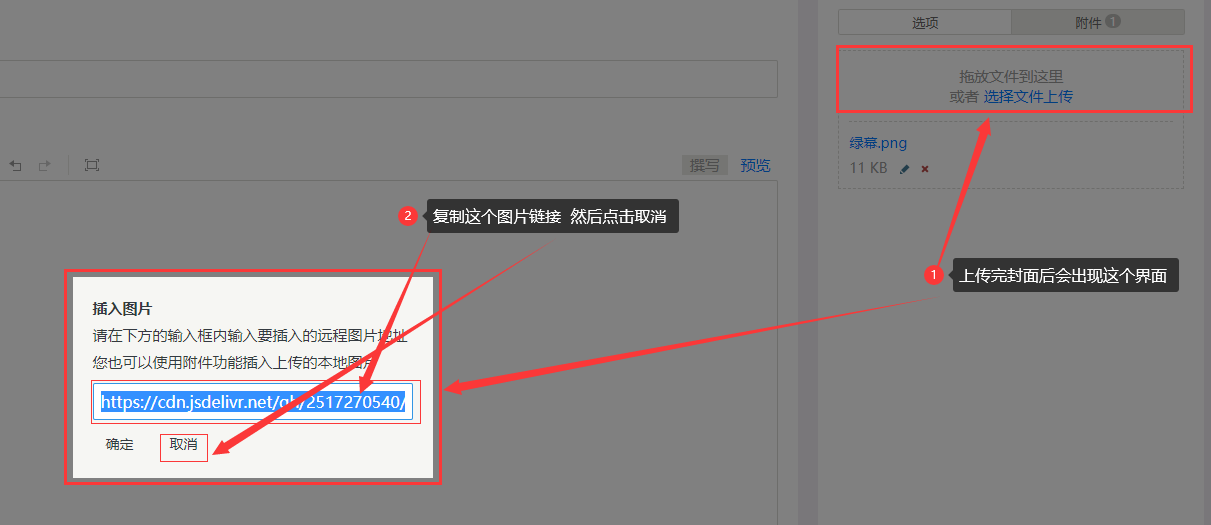 选项
附件 1
拖放文件到这里
或者 选择文件上传
绿幕.png
11 KB
撰写 预览
2 复制这个图片链接 然后点击取消
1 上传完封面后会出现这个界面
插入图片
请在下方的输入框内输入要插入的远程图片地址
您也可以使用附件功能插入上传的本地图片
https://cdn.jsdelivr.net/gh/2517270540/
确定 取消